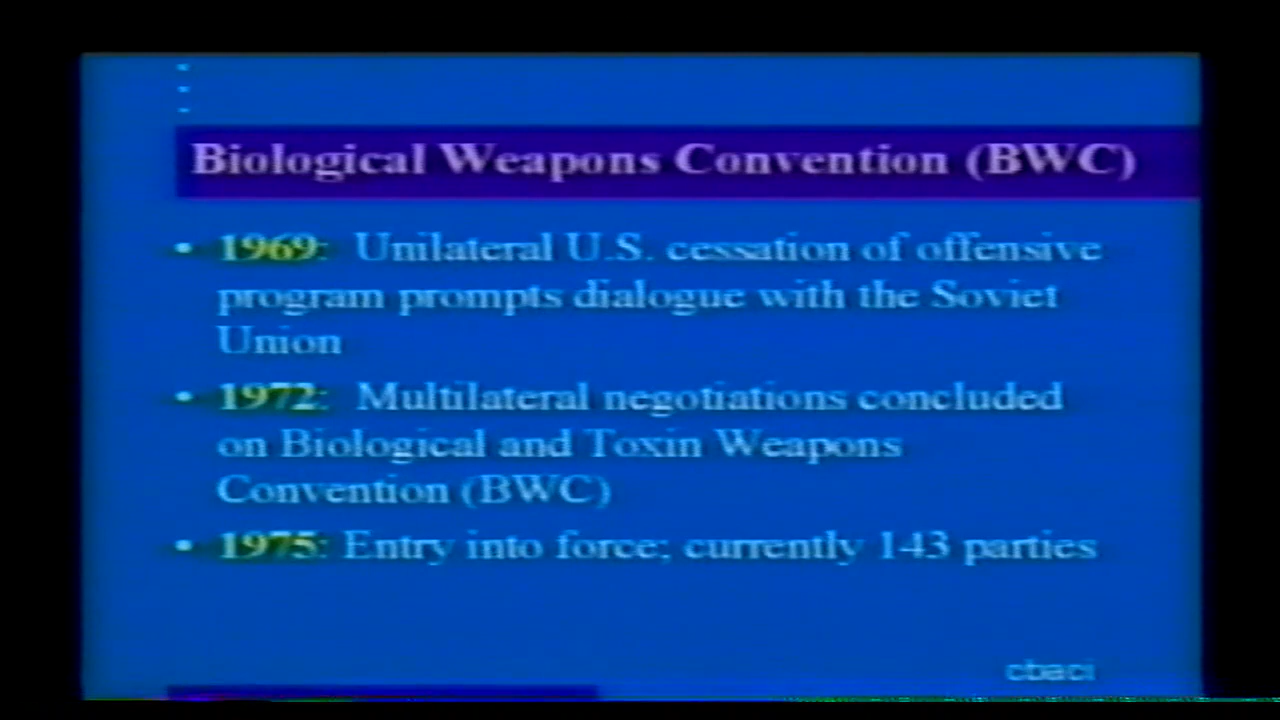 Biological Weapons Convention (BWC)
• 1969: Unilateral U.S. cessation of offensive
program prompts dialogue with the Soviet
Union
• 1972: Multilateral negotiations concluded
on Biological and Toxin Weapons
Convention (BWC)
• 1975: Entry into force; currently 143 parties
cbaci